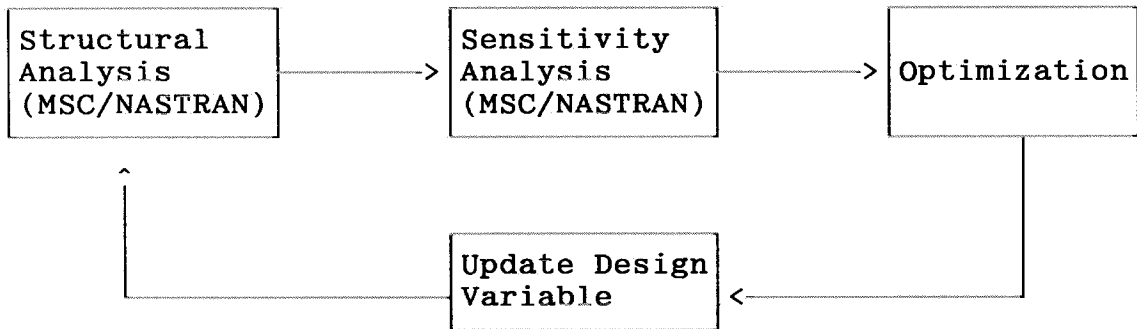 Structural
Analysis
(MSC/NASTRAN)
Sensitivity
Analysis
(MSC/NASTRAN)
Optimization
Update Design
Variable